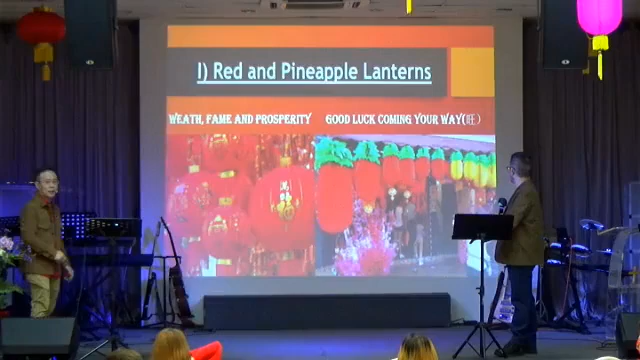 I) Red and Pineapple Lanterns
WEATH, FAME AND PROSPERITY
GOOD LUCK COMING YOUR WAY(旺)